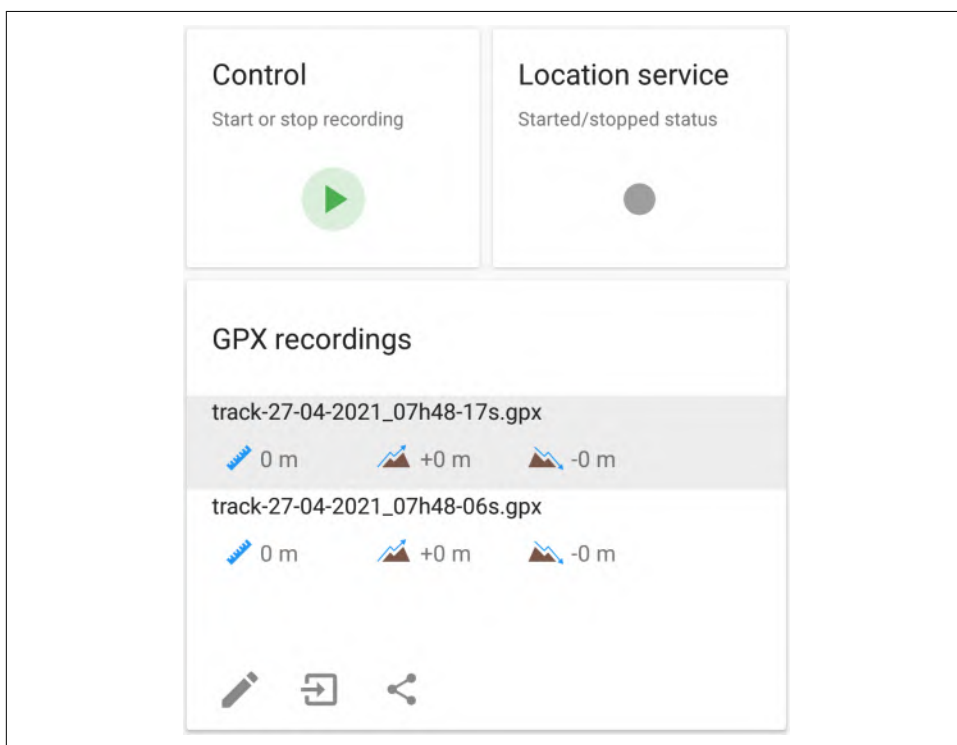 Control
Start or stop recording
Location service
Started/stopped status
GPX recordings
track-27-04-2021_07h48-17s.gpx
0 m +0 m -0 m
track-27-04-2021_07h48-06s.gpx
0 m +0 m -0 m